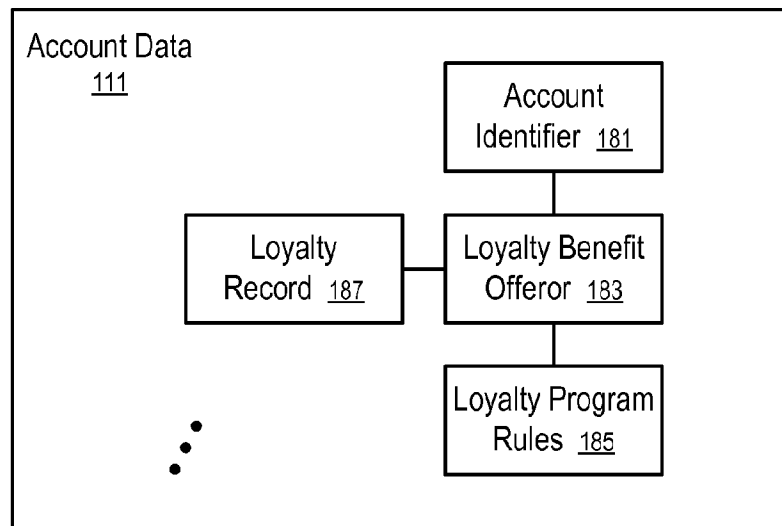 Account Data
111
Account
Identifier 181
Loyalty
Record 187
Loyalty Benefit
Offeror 183
Loyalty Program
Rules 185